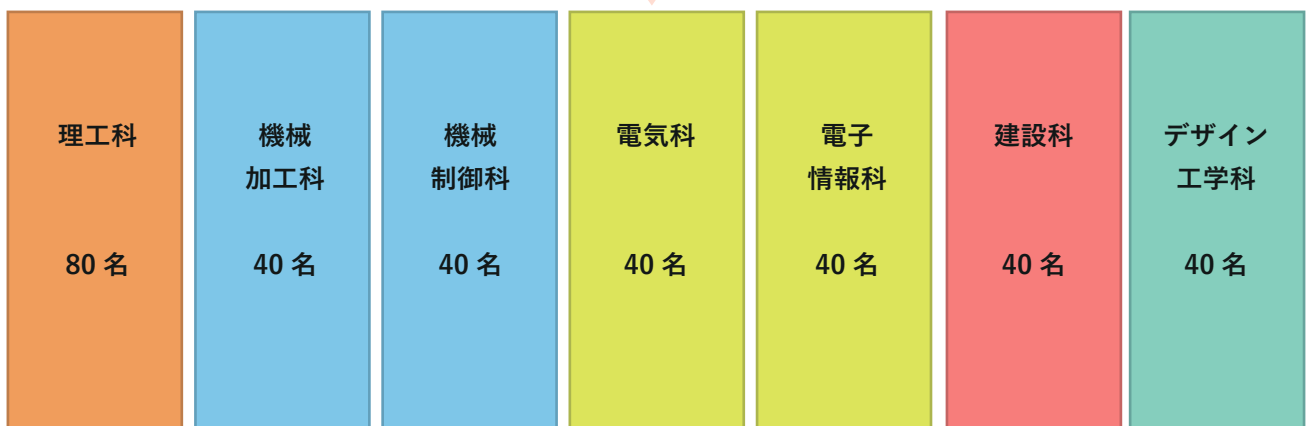 理工科
80 名
機械
加工科
40 名
機械
制御科
40 名
電気科
40 名
電子
情報科
40 名
建設科
40 名
デザイン
工学科
40 名